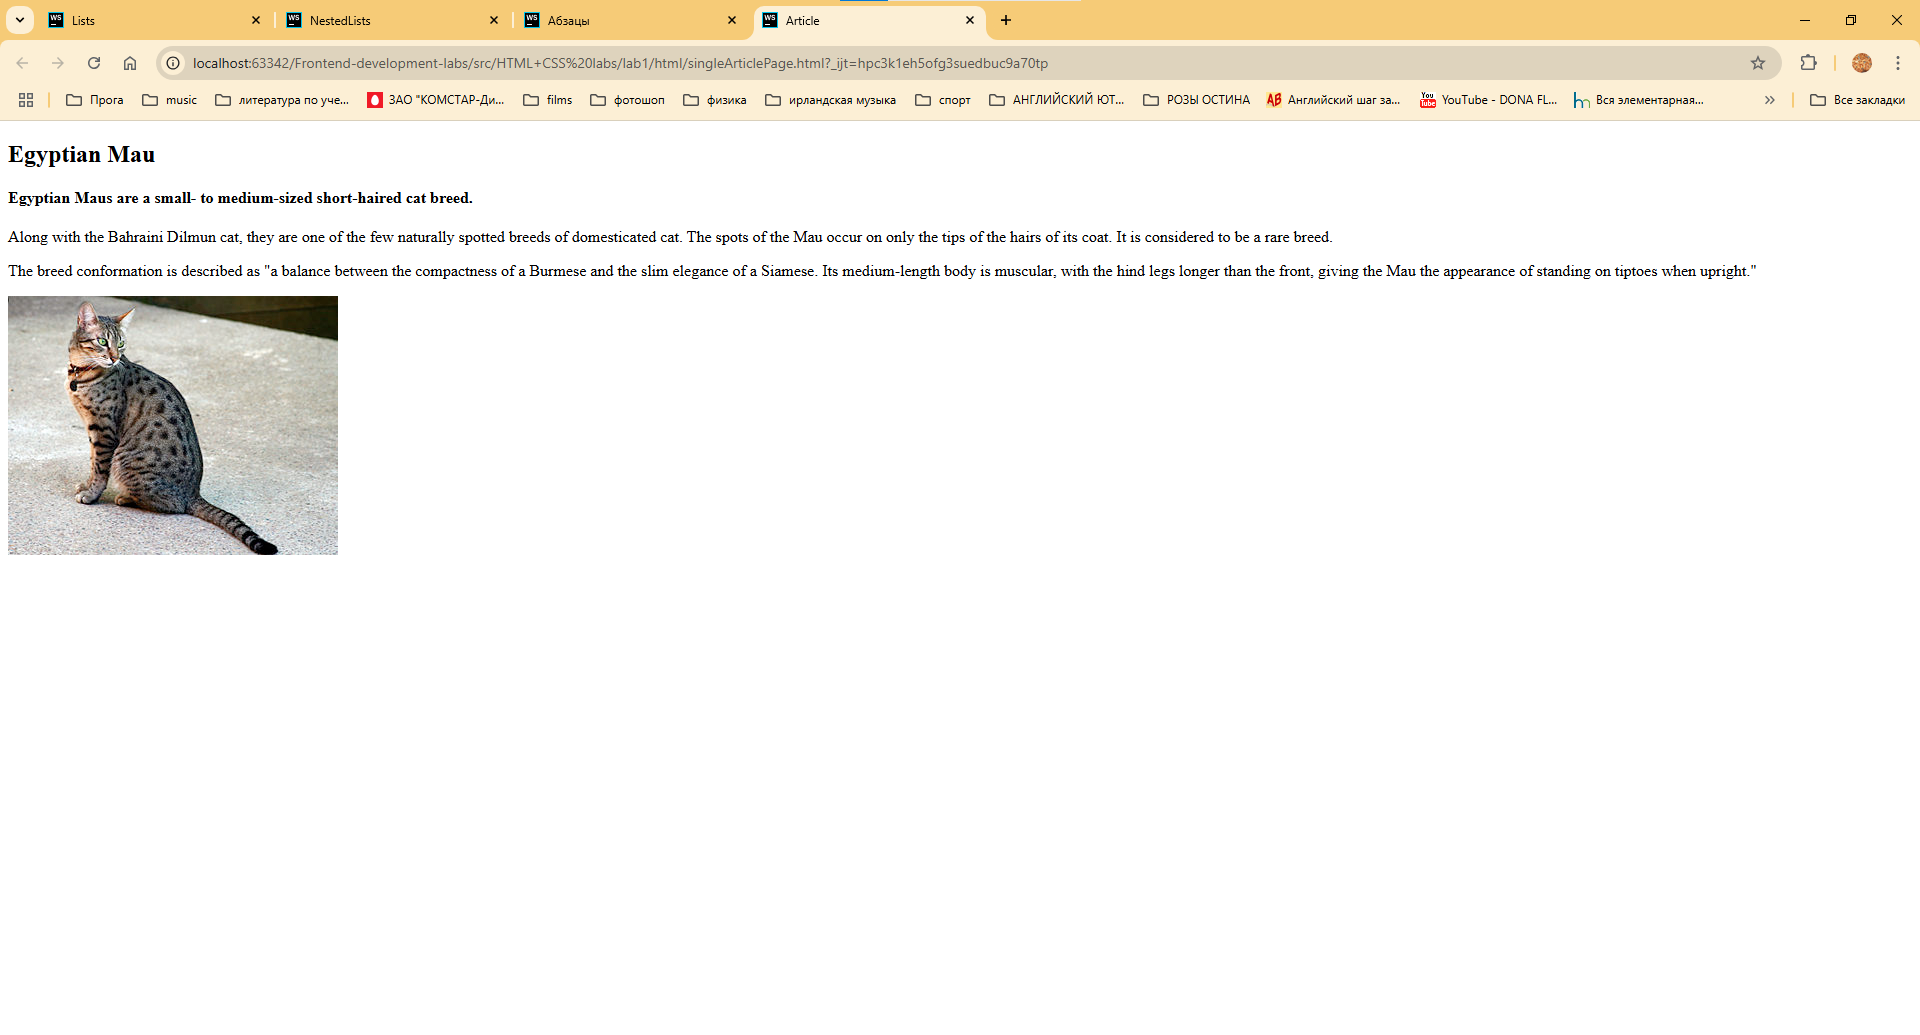 Lists
NestedLists
Абзацы
Article
localhost:63342/Frontend-development-labs/src/HTML+CSS%20labs/lab1/html/singleArticlePage.html?_ijt=hpc3k1eh5ofg3suedbuc9a70tp
Прога
music
литература по уче...
ЗАО "КОМСТАР-Ди...
films
фотошоп
физика
ирландская музыка
спорт
АНГЛИЙСКИЙ ЮТ...
РОЗЫ ОСТИНА
АВ Английский шаг за...
You Tube YouTube - DONA FL...
Вся элементарная...
Все закладки
Egyptian Mau
Egyptian Maus are a small- to medium-sized short-haired cat breed.
Along with the Bahraini Dilmun cat, they are one of the few naturally spotted breeds of domesticated cat. The spots of the Mau occur on only the tips of the hairs of its coat. It is considered to be a rare breed.
The breed conformation is described as "a balance between the compactness of a Burmese and the slim elegance of a Siamese. Its medium-length body is muscular, with the hind legs longer than the front, giving the Mau the appearance of standing on tiptoes when upright."